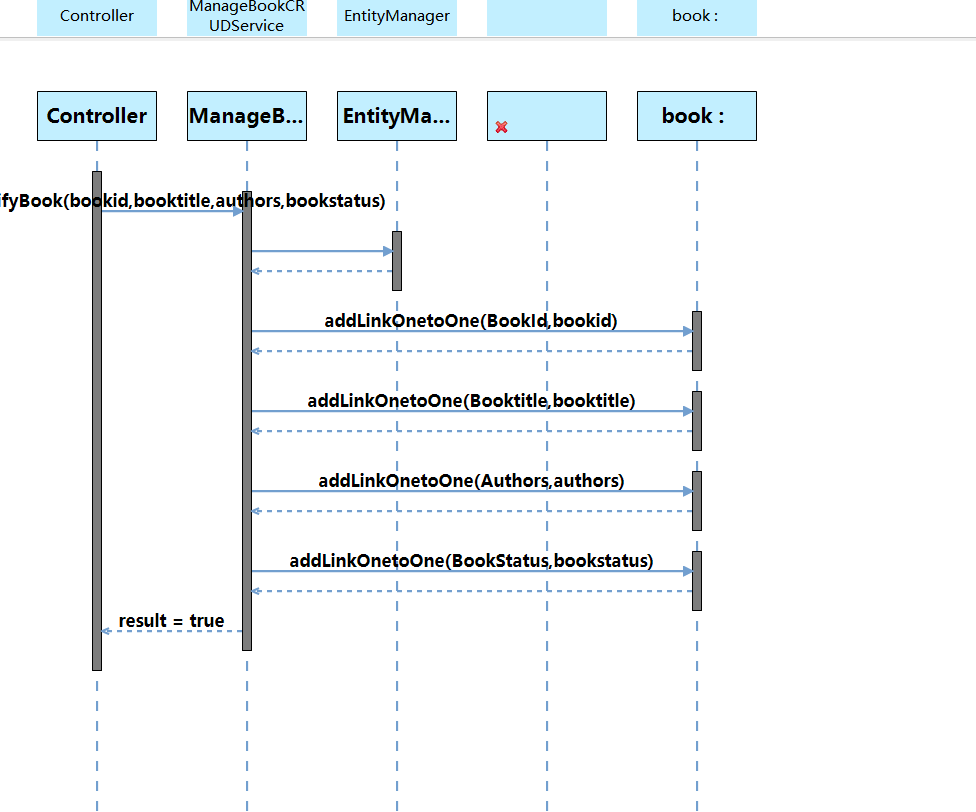 Controller
ManageBookCR
UDService
EntityManager
book :
Controller
ManageB...
EntityMa...
book :
ifyBook(bookid,booktitle,authors,bookstatus)
addLinkOnetoOne(BookId,bookid)
addLinkOnetoOne(Booktitle,booktitle)
addLinkOnetoOne(Authors,authors)
addLinkOnetoOne(BookStatus,bookstatus)
result = true